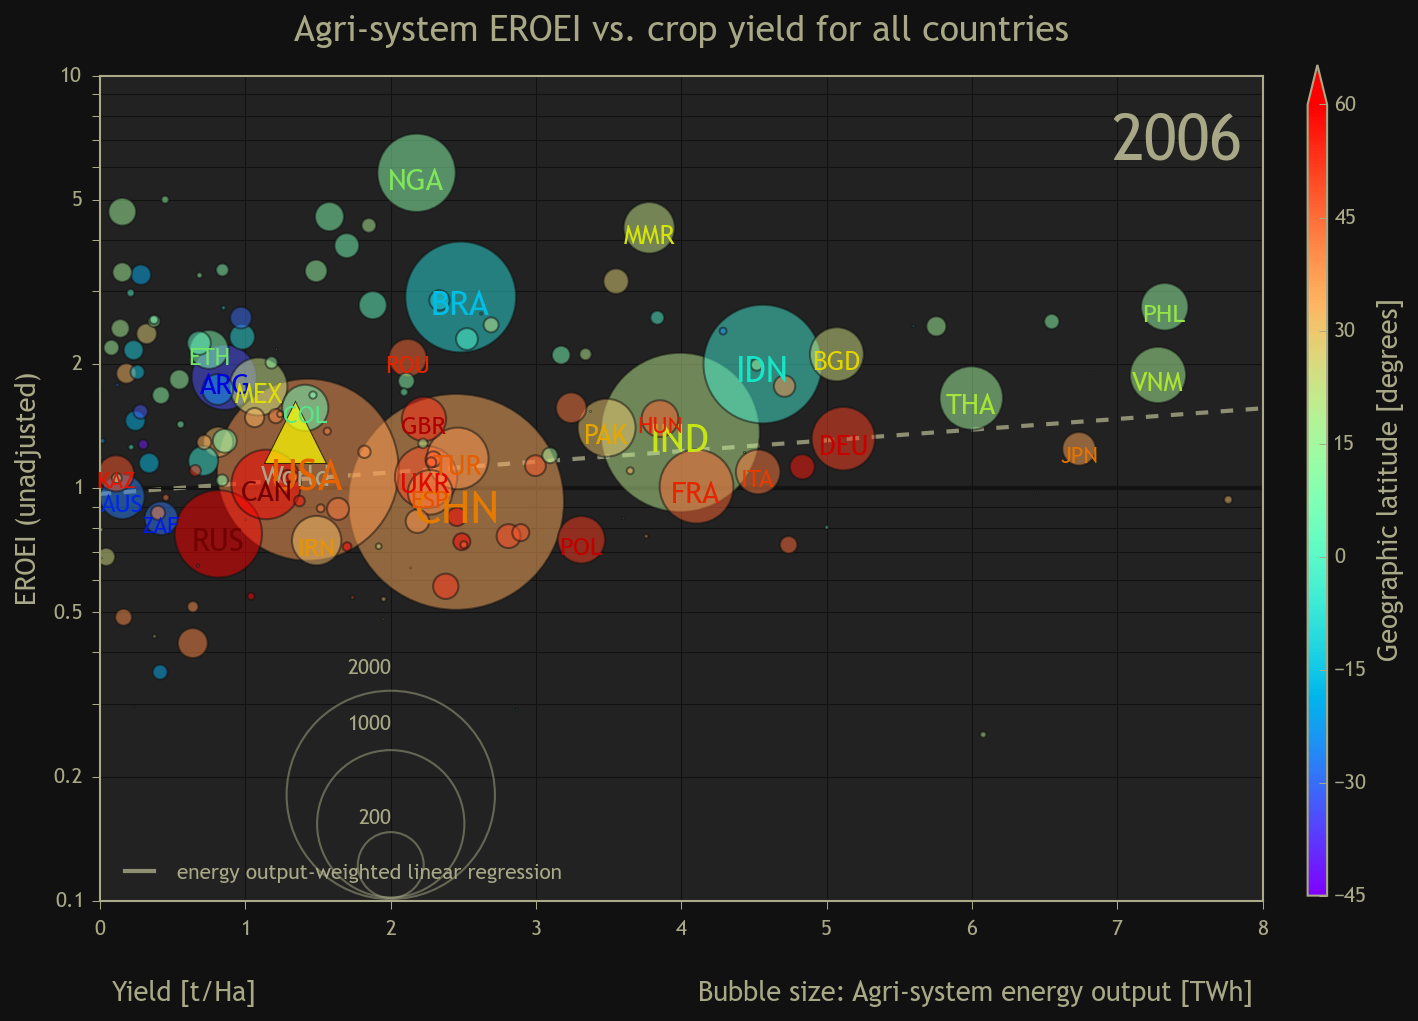 Agri-system EROEI vs. crop yield for all countries
2006
EROEI (unadjusted)
10
5
2
1
0.5
0.2
0.1
NGA
MMR
BRA
PHL
ETH
ROU
IDN
BGD
ARG
MEX
VNM
THA
COL
GBR
HUN
PAK
IND
DEU
JPN
KAZ
USA
TUR
UKR
CAN
ITA
FRA
AUS
ESP
CHN
ZAF
RUS
IRN
POL
2000
1000
200
energy output-weighted linear regression
0 1 2 3 4 5 6 7 8
Yield [t/Ha]
Bubble size: Agri-system energy output [TWh]
60
45
30
15
0
−15
−30
−45
Geographic latitude [degrees]